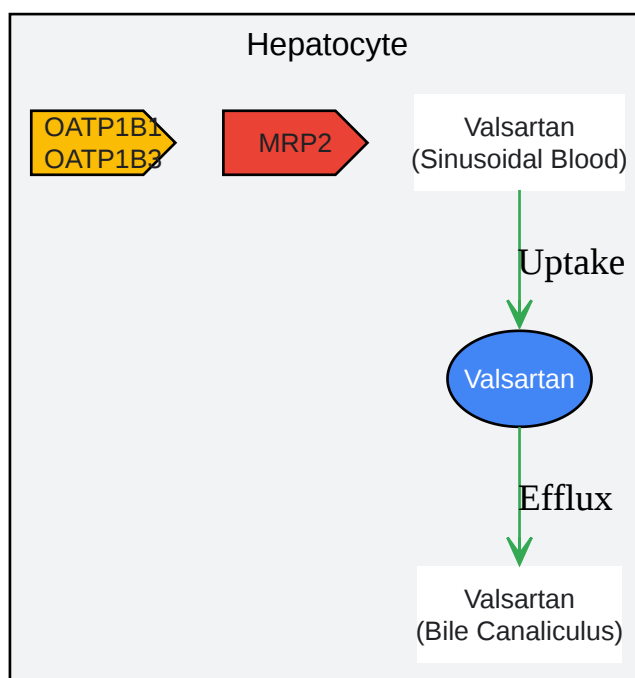 Hepatocyte
OATP1B1
OATP1B3
MRP2
Valsartan
(Sinusoidal Blood)
Uptake
Valsartan
Efflux
Valsartan
(Bile Canaliculus)